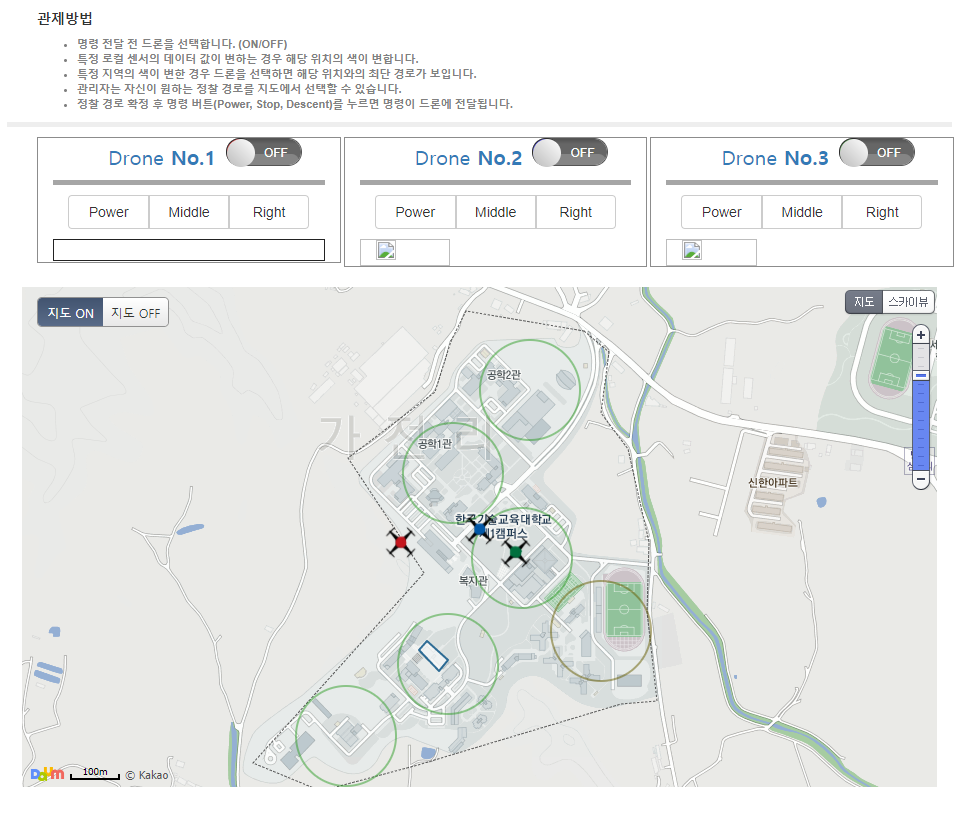 관제방법
명령 전달 전 드론을 선택합니다. (ON/OFF)
특정 로컬 센서의 데이터 값이 변하는 경우 해당 위치의 색이 변합니다.
특정 지역의 색이 변한 경우 드론을 선택하면 해당 위치와의 최단 경로가 보입니다.
관리자는 자신이 원하는 정찰 경로를 지도에서 선택할 수 있습니다.
정찰 경로 확정 후 명령 버튼(Power, Stop, Descent)를 누르면 명령이 드론에 전달됩니다.
Drone No.1 OFF
Power Middle Right
Drone No.2 OFF
Power Middle Right
Drone No.3 OFF
Power Middle Right
지도 ON 지도 OFF
지도 스카이뷰
공학2관
가 전 리
공학1관
신한아파트
한국기술교육대학교
제1캠퍼스
복지관
Daum 100m © Kakao